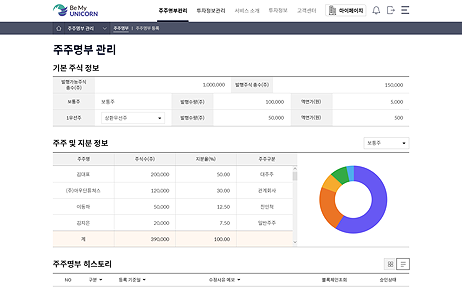 Be My
UNICORN
주주명부관리 투자정보관리 서비스 소개 투자정보 고객센터 마이페이지
주주명부관리 주주명부 주주명부 등록
주주명부 관리
기본 주식 정보
발행가능주식 총수(주) 1,000,000 발행주식 총수(주) 150,000
보통주 보통주 발행수량(주) 100,000 액면가(원) 5,000
1우선주 상환우선주 발행수량(주) 50,000 액면가(원) 500
주주 및 지분 정보 보통주
주주명 주식수(주) 지분율(%) 주주구분
김대표 200,000 50.00 대주주
120,000 30.00 관계회사
이동하 50,000 12.50 친인척
김지은 20,000 7.50 일반주주
계 390,000 100.00
주주명부 히스토리
NO 구분 등록 기준일 수정사유 메모 블록체인조회 승인상태